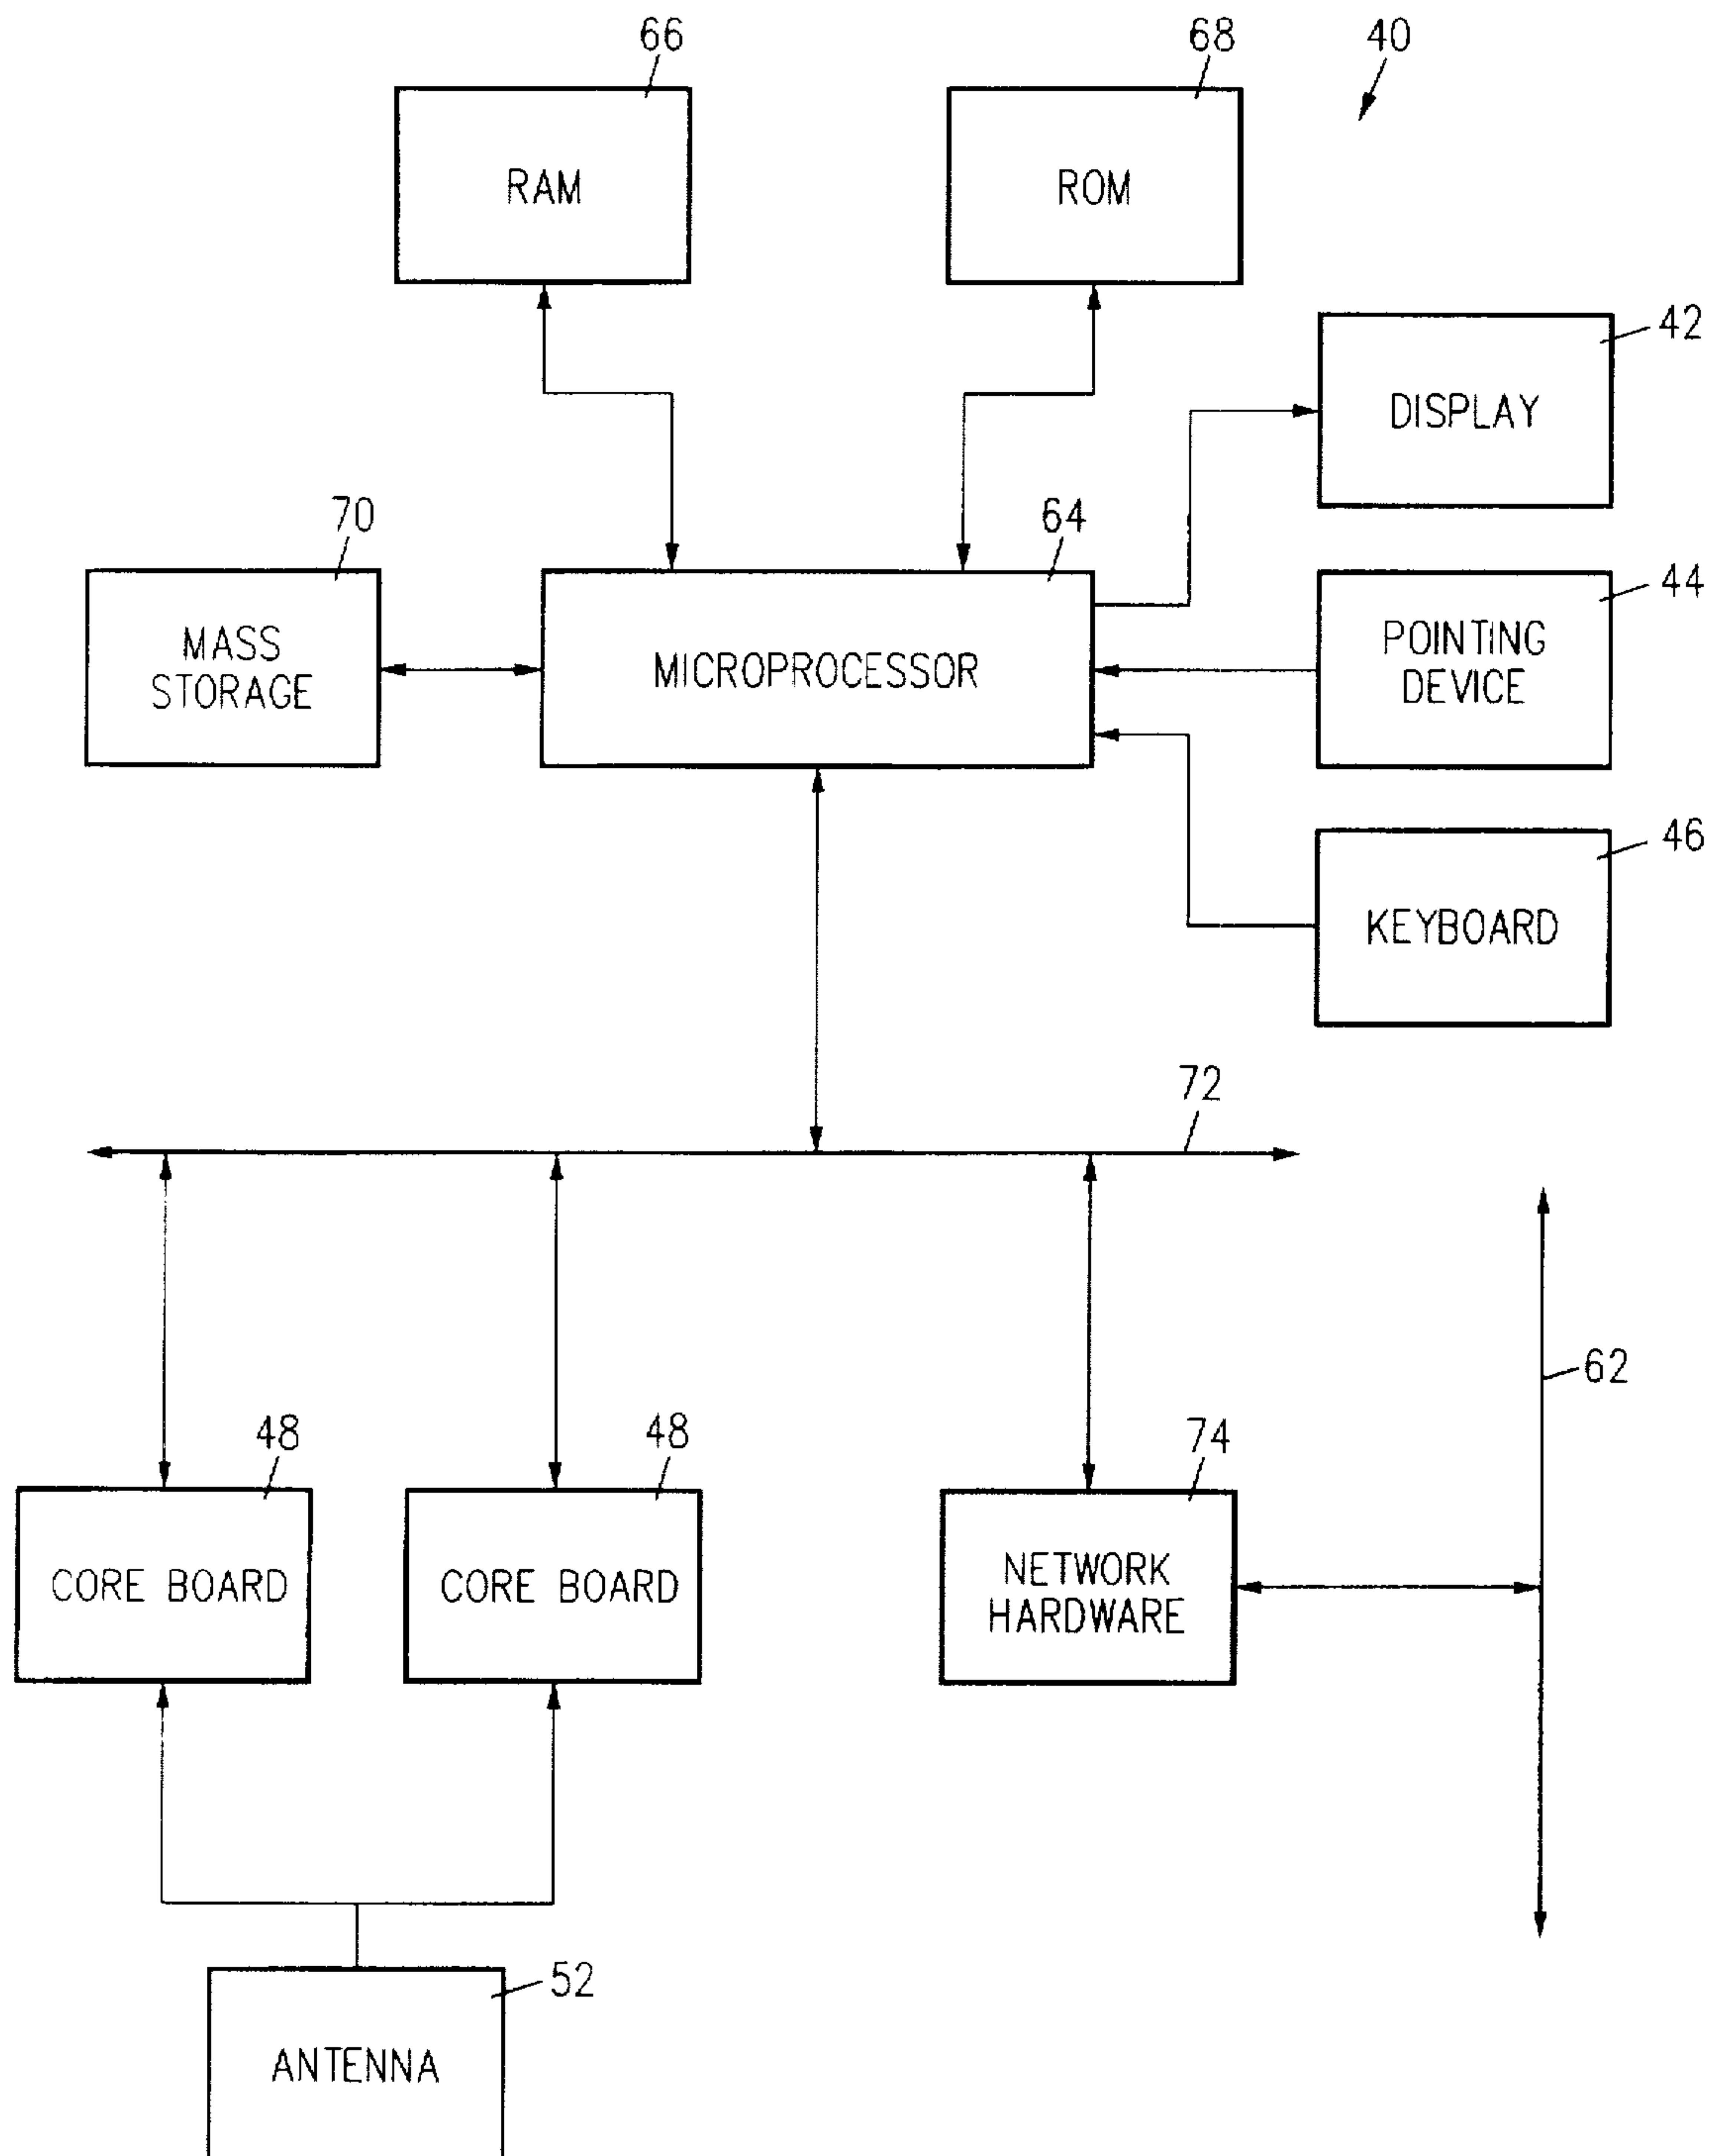 66
68
40
RAM
ROM
42
DISPLAY
70
64
44
MASS
STORAGE
MICROPROCESSOR
POINTING
DEVICE
46
KEYBOARD
72
62
48
48
74
CORE BOARD
CORE BOARD
NETWORK
HARDWARE
52
ANTENNA